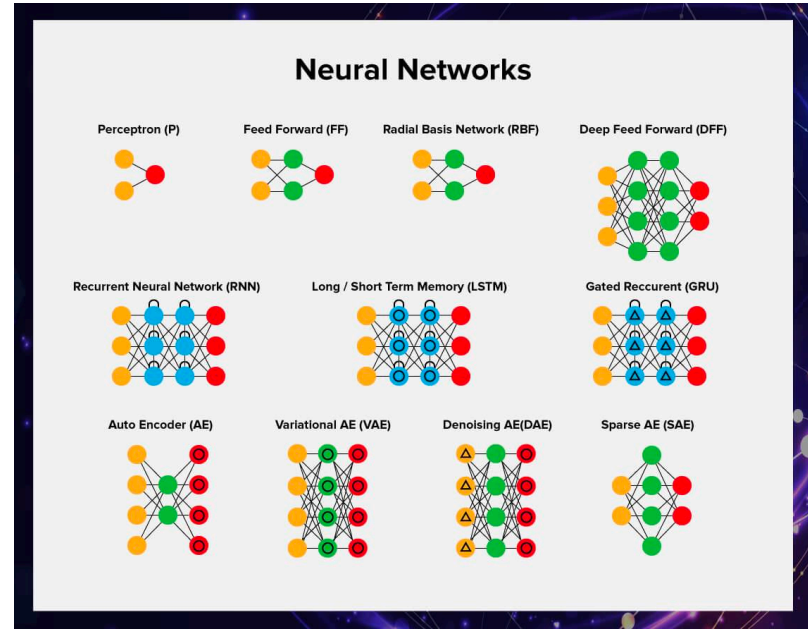 Neural Networks
Perceptron (P)
Feed Forward (FF)
Radial Basis Network (RBF)
Deep Feed Forward (DFF)
Recurrent Neural Network (RNN)
Long / Short Term Memory (LSTM)
Gated Reccurent (GRU)
Auto Encoder (AE)
Variational AE (VAE)
Denoising AE(DAE)
Sparse AE (SAE)